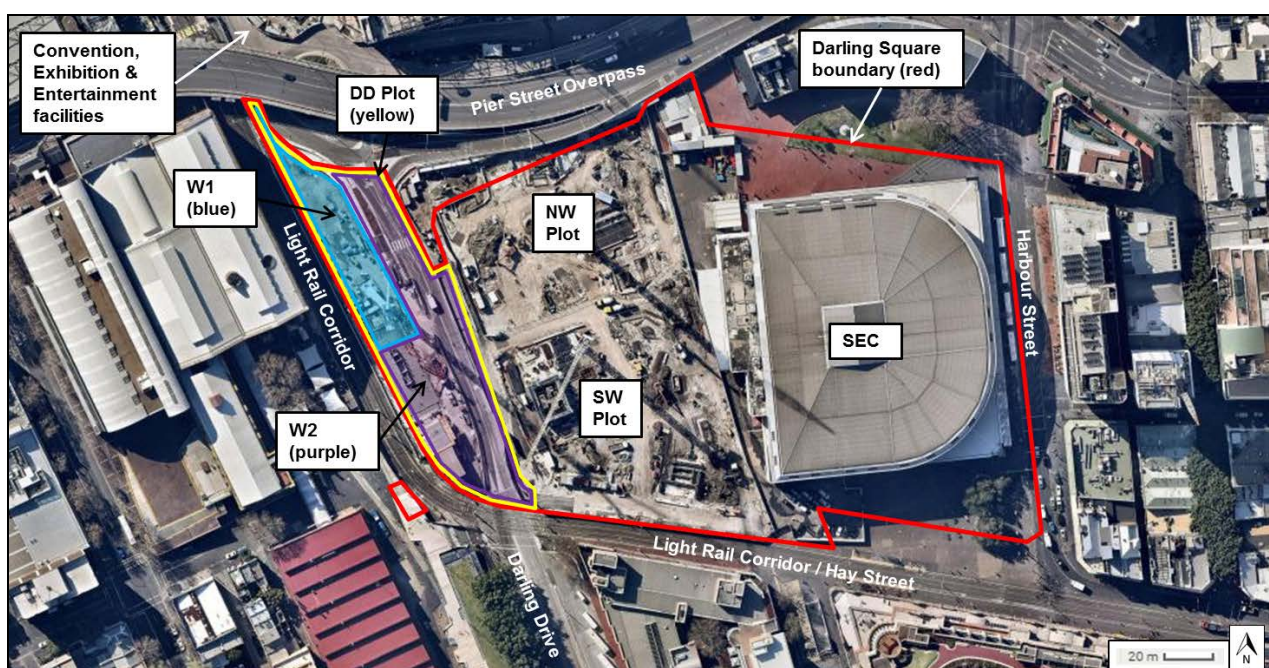 Convention,
Exhibition &
Entertainment
facilities
DD Plot
(yellow)
Pier Street Overpass
Darling Square
boundary (red)
W1
(blue)
NW
Plot
Light Rail Corridor
Harbour Street
SEC
SW
Plot
W2
(purple)
Light Rail Corridor / Hay Street
Darling Drive
20 m
N